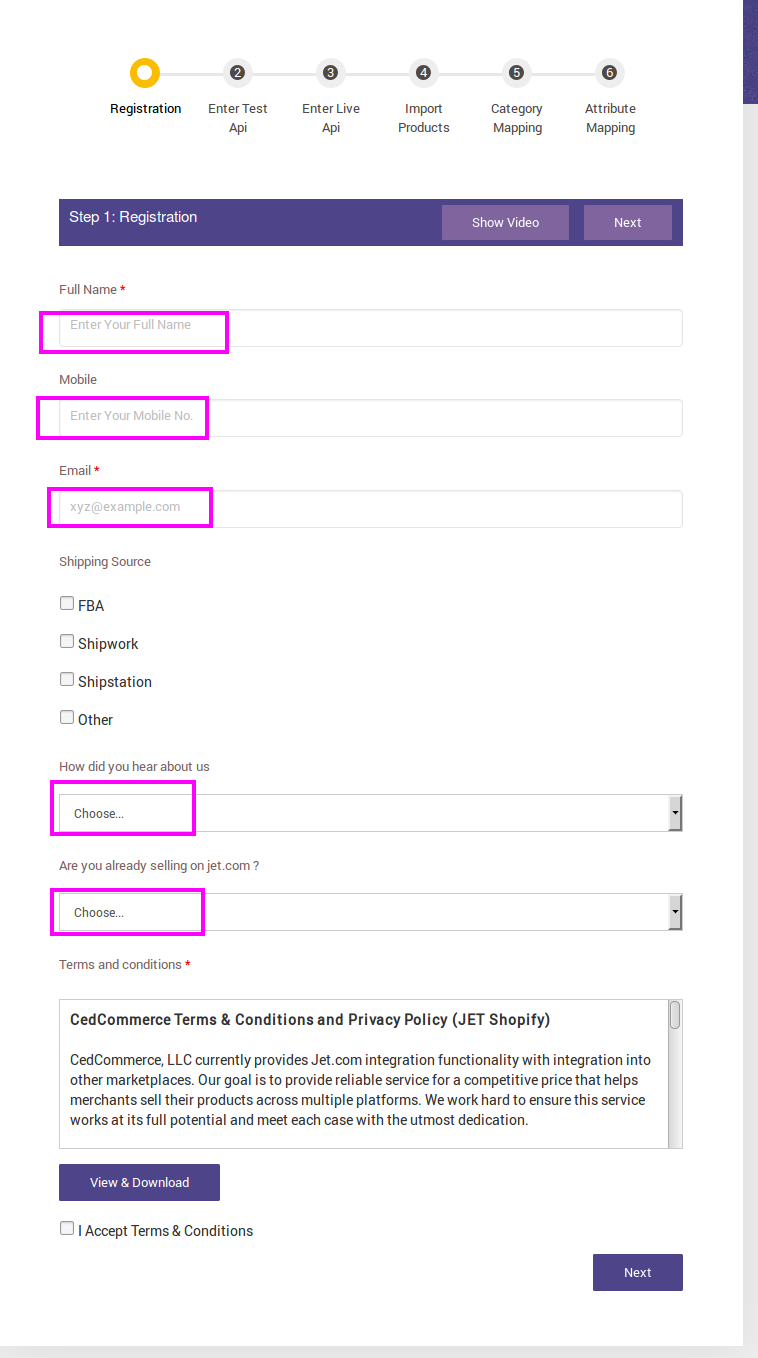 2 3 4 5 6
Registration Enter Test Enter Live Import Category Attribute
Api Api Products Mapping Mapping
Step 1: Registration Show Video Next
Full Name *
Enter Your Full Name
Mobile
Enter Your Mobile No.
Email *
xyz@example.com
Shipping Source
FBA
Shipwork
Shipstation
Other
How did you hear about us
Choose...
Are you already selling on jet.com ?
Choose...
Terms and conditions *
CedCommerce Terms & Conditions and Privacy Policy (JET Shopify)
CedCommerce, LLC currently provides Jet.com integration functionality with integration into
other marketplaces. Our goal is to provide reliable service for a competitive price that helps
merchants sell their products across multiple platforms. We work hard to ensure this service
works at its full potential and meet each case with the utmost dedication.
View & Download
I Accept Terms & Conditions
Next